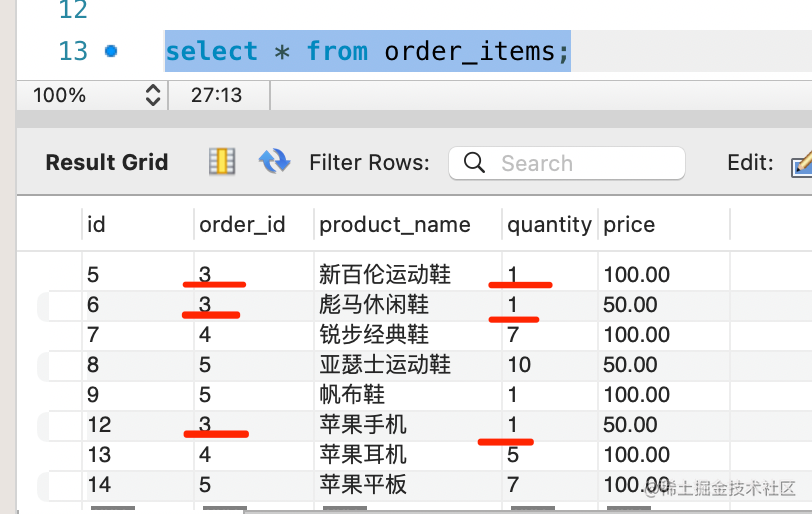 12
13 select * from order_items;
100% 27:13
Result Grid Filter Rows: Search Edit:
id order_id product_name quantity price
5 3 新百伦运动鞋 1 100.00
6 3 彪马休闲鞋 1 50.00
7 4 锐步经典鞋 7 100.00
8 5 亚瑟士运动鞋 10 50.00
9 5 帆布鞋 1 100.00
12 3 苹果手机 1 50.00
13 4 苹果耳机 5 100.00
14 5 苹果平板 7 100.00
@稀土掘金技术社区